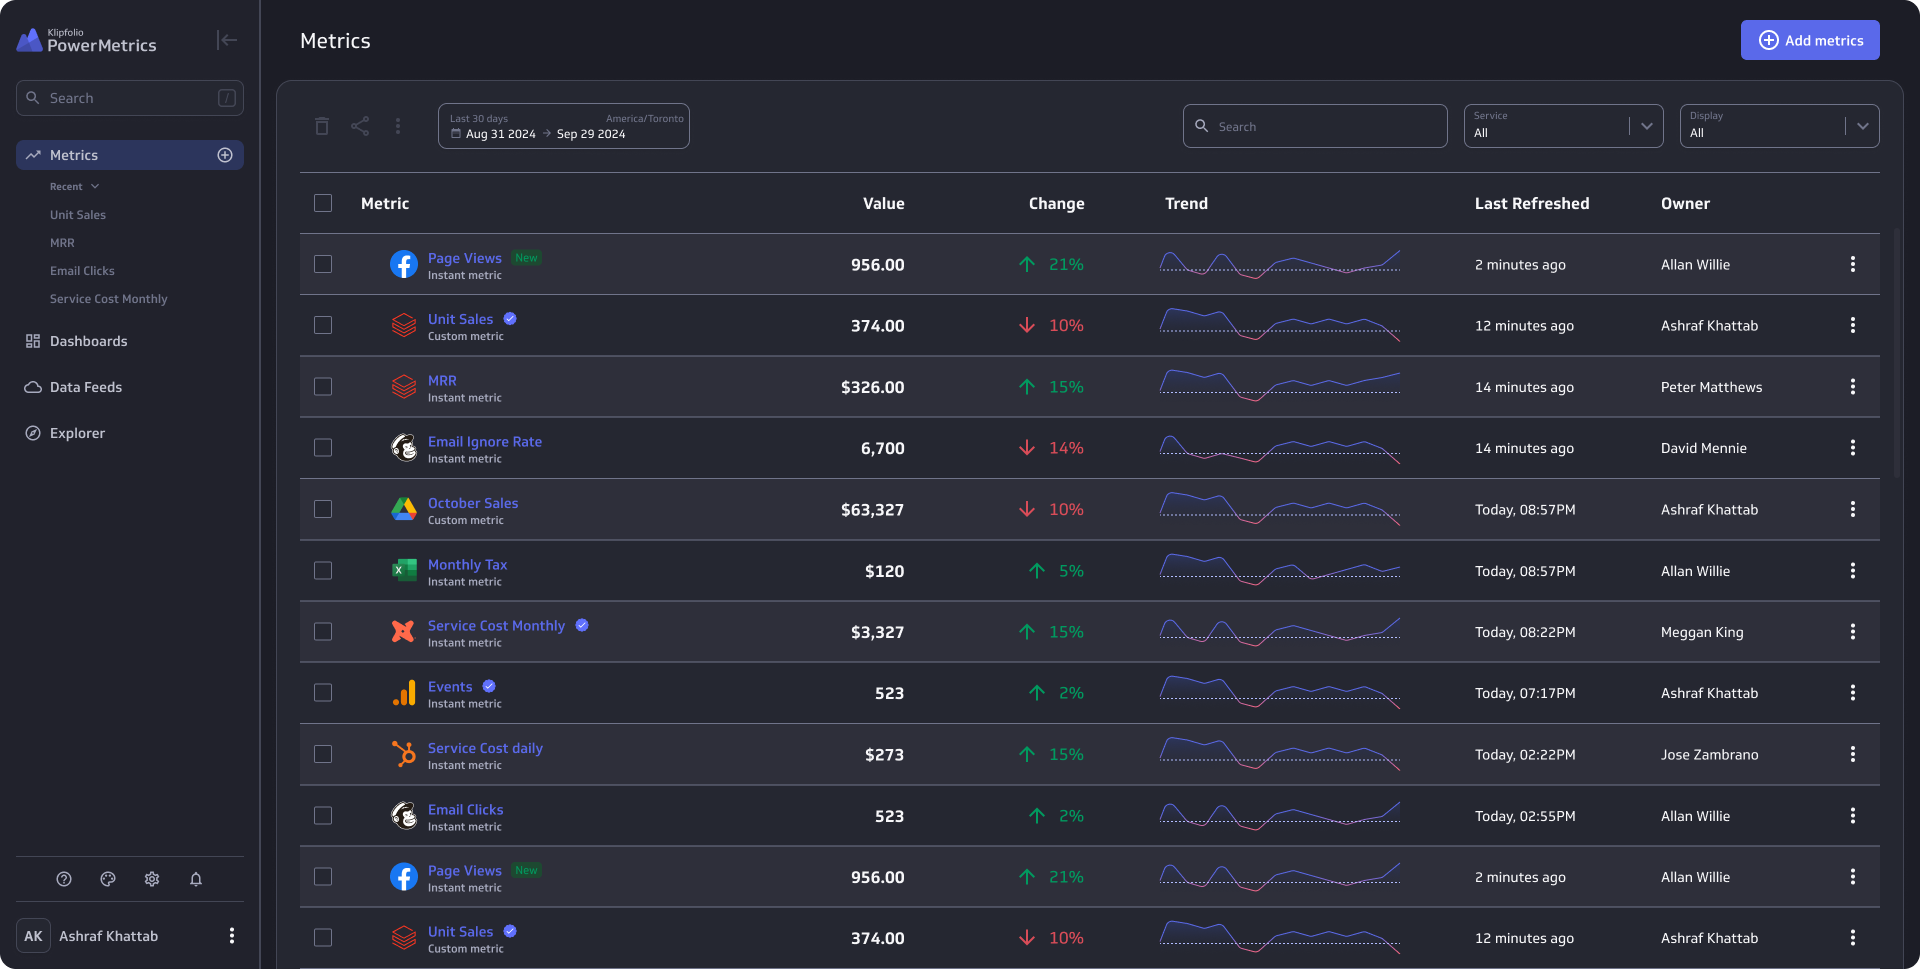 Klipfolio
PowerMetrics
Search /
Metrics
Recent
Unit Sales
MRR
Email Clicks
Service Cost Monthly
Dashboards
Data Feeds
Explorer
AK Ashraf Khattab
Metrics
Add metrics
Last 30 days America/Toronto
Aug 31 2024 → Sep 29 2024
Search
Service
All
Display
All
Metric Value Change Trend Last Refreshed Owner
Page Views New
Instant metric
956.00 ↑ 21% 2 minutes ago Allan Willie
Unit Sales
Custom metric
374.00 ↓ 10% 12 minutes ago Ashraf Khattab
MRR
Instant metric
$326.00 ↑ 15% 14 minutes ago Peter Matthews
Email Ignore Rate
Instant metric
6,700 ↓ 14% 14 minutes ago David Mennie
October Sales
Custom metric
$63,327 ↓ 10% Today, 08:57PM Ashraf Khattab
X Monthly Tax
Instant metric
$120 ↑ 5% Today, 08:57PM Allan Willie
Service Cost Monthly
Instant metric
$3,327 ↑ 15% Today, 08:22PM Meggan King
Events
Instant metric
523 ↑ 2% Today, 07:17PM Ashraf Khattab
Service Cost daily
Instant metric
$273 ↑ 15% Today, 02:22PM Jose Zambrano
Email Clicks
Instant metric
523 ↑ 2% Today, 02:55PM Allan Willie
Page Views New
Instant metric
956.00 ↑ 21% 2 minutes ago Allan Willie
Unit Sales
Custom metric
374.00 ↓ 10% 12 minutes ago Ashraf Khattab